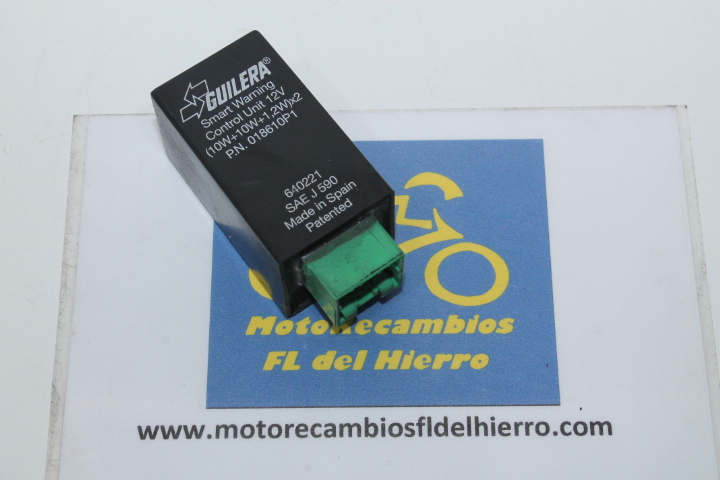 GUILERA®
Smart Warning
Control Unit 12V
(10W+10W+1,2W)x2
P.N. 018610P1
640221
SAE J 590
Made in Spain
Patented
MotoRecambios
FL del Hierro
www.motorecambiosfldelhierro.com